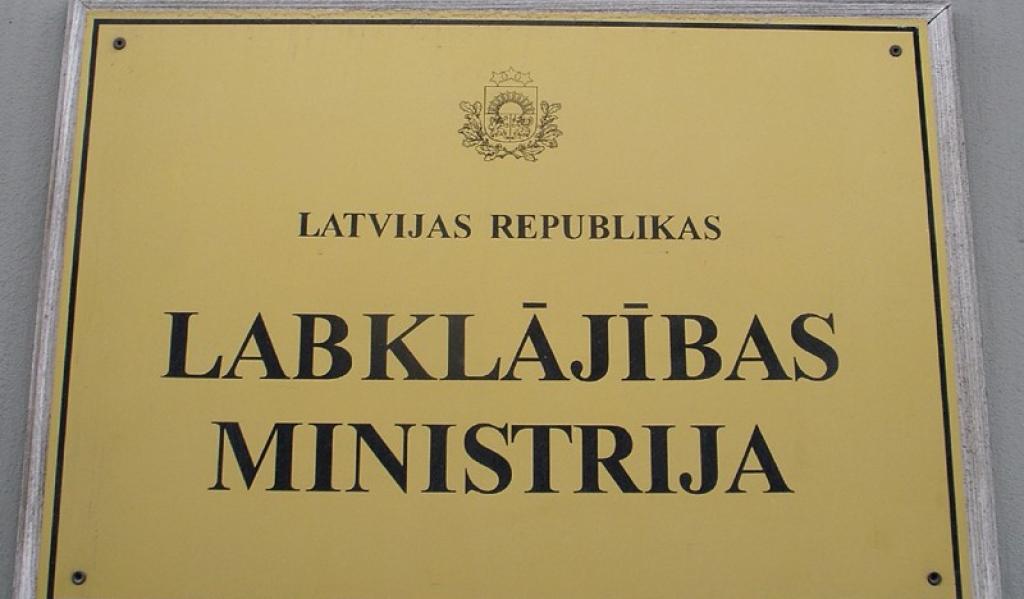 LATVIJAS REPUBLIKAS
LABKLĀJĪBAS
MINISTRIJA